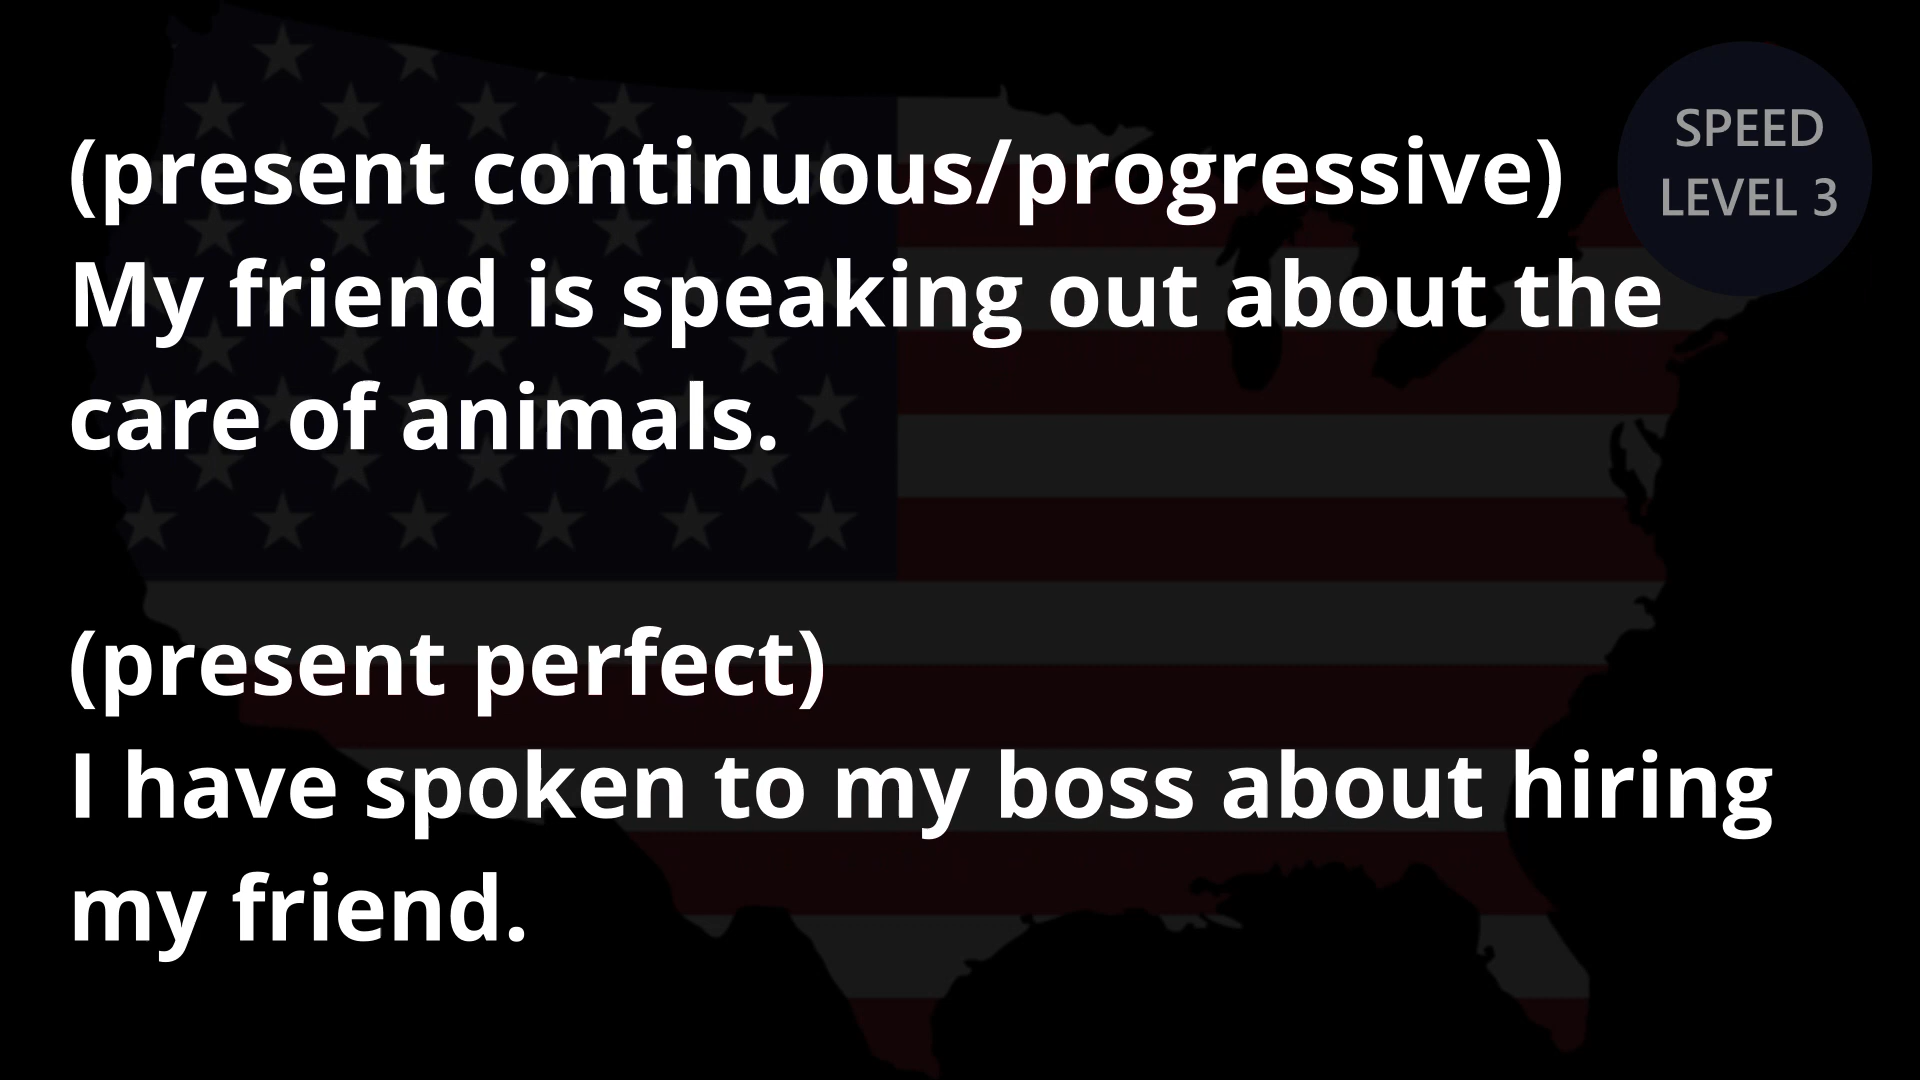 (present continuous/progressive)
My friend is speaking out about the
care of animals.
(present perfect)
I have spoken to my boss about hiring
my friend.
SPEED
LEVEL 3